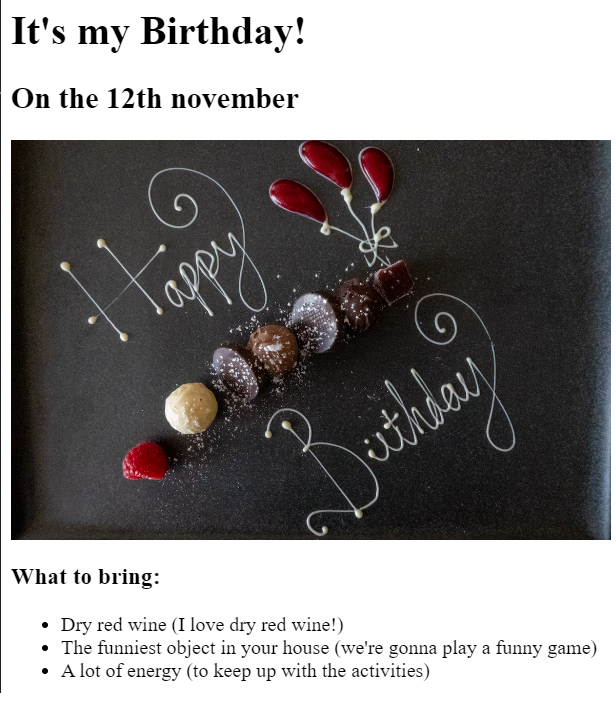 It's my Birthday!
On the 12th november
Happy
Birthday
What to bring:
Dry red wine (I love dry red wine!)
The funniest object in your house (we're gonna play a funny game)
A lot of energy (to keep up with the activities)